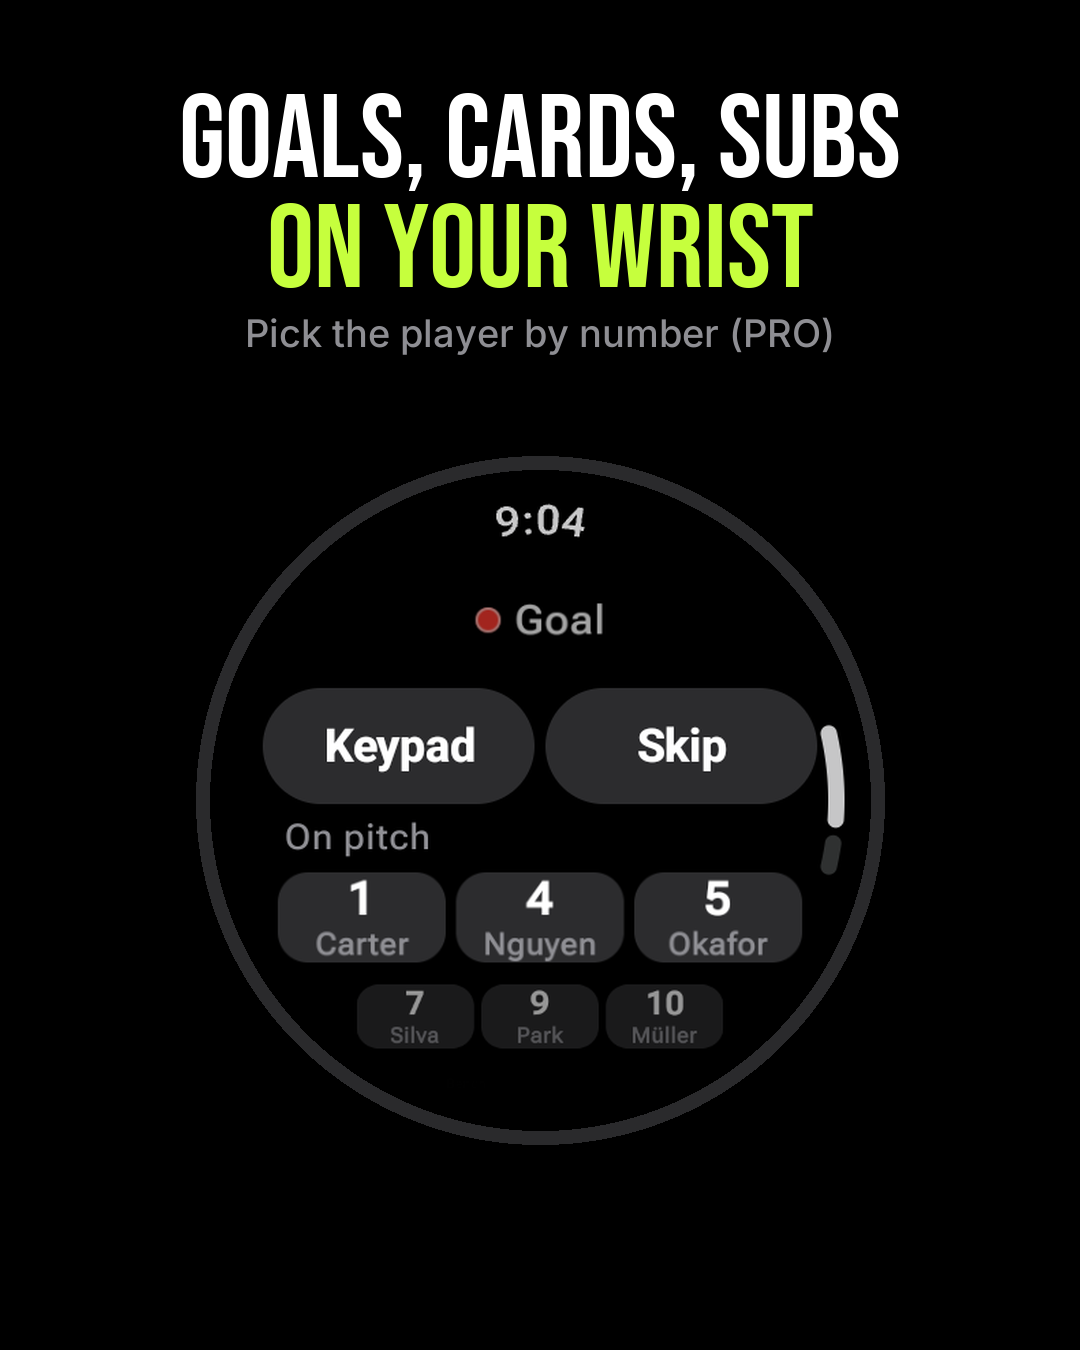 GOALS, CARDS, SUBS
ON YOUR WRIST
Pick the player by number (PRO)
9:04
Goal
Keypad Skip
On pitch
1 4 5
Carter Nguyen Okafor
7 9 10
Silva Park Müller